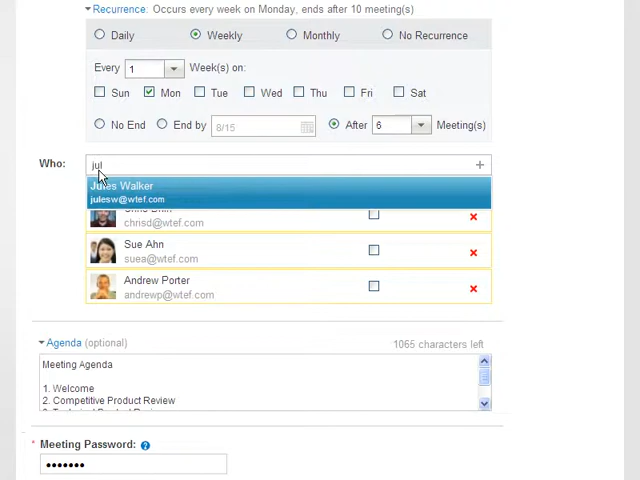 Recurrence: Occurs every week on Monday, ends after 10 meeting(s)
Daily Weekly Monthly No Recurrence
Every 1 Week(s) on:
Sun Mon Tue Wed Thu Fri Sat
No End End by 8/15 After 6 Meeting(s)
Who: jul
Jules Walker
julesw@wtef.com
chrisd@wtef.com
Sue Ahn
suea@wtef.com
Andrew Porter
andrewp@wtef.com
Agenda (optional) 1065 characters left
Meeting Agenda
1. Welcome
2. Competitive Product Review
* Meeting Password: ?